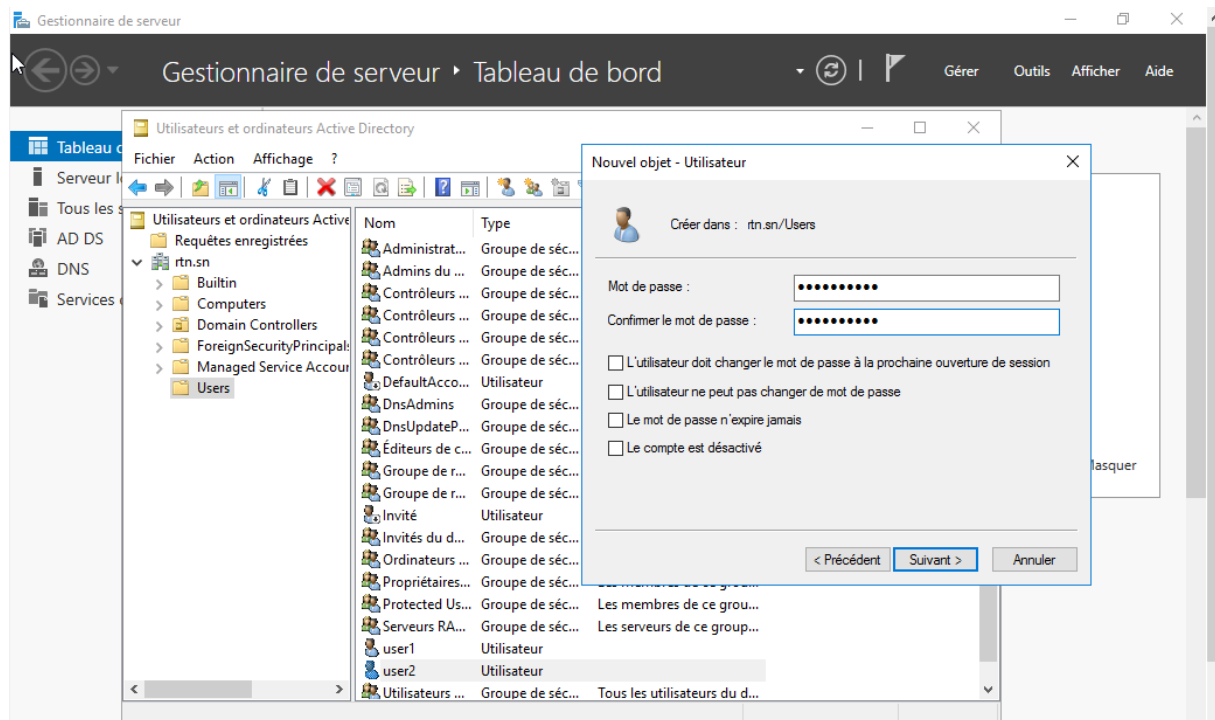 Gestionnaire de serveur
Gestionnaire de serveur ‣ Tableau de bord
Gérer Outils Afficher Aide
Tableau
Serveur
Tous les
AD DS
DNS
Services
Utilisateurs et ordinateurs Active Directory
Fichier Action Affichage ?
Utilisateurs et ordinateurs Active
Requêtes enregistrées
rtn.sn
Builtin
Computers
Domain Controllers
ForeignSecurityPrincipals
Managed Service Accour
Users
Nom Type
Administrat... Groupe de séc...
Admins du ... Groupe de séc...
Contrôleurs ... Groupe de séc...
Contrôleurs ... Groupe de séc...
Contrôleurs ... Groupe de séc...
Contrôleurs ... Groupe de séc...
DefaultAcco... Utilisateur
DnsAdmins Groupe de séc...
DnsUpdateP... Groupe de séc...
Éditeurs de c... Groupe de séc...
Groupe de r... Groupe de séc...
Groupe de r... Groupe de séc...
Invité Utilisateur
Invités du d... Groupe de séc...
Ordinateurs ... Groupe de séc...
Propriétaires... Groupe de séc...
Protected Us... Groupe de séc... Les membres de ce grou...
Serveurs RA... Groupe de séc... Les serveurs de ce group...
user1 Utilisateur
user2 Utilisateur
Utilisateurs ... Groupe de séc... Tous les utilisateurs du d...
Nouvel objet - Utilisateur
Créer dans : rtn.sn/Users
Mot de passe : ●●●●●●●●●●
Confirmer le mot de passe : ●●●●●●●●●●
L'utilisateur doit changer le mot de passe à la prochaine ouverture de session
L'utilisateur ne peut pas changer de mot de passe
Le mot de passe n'expire jamais
Le compte est désactivé
< Précédent Suivant > Annuler
Masquer